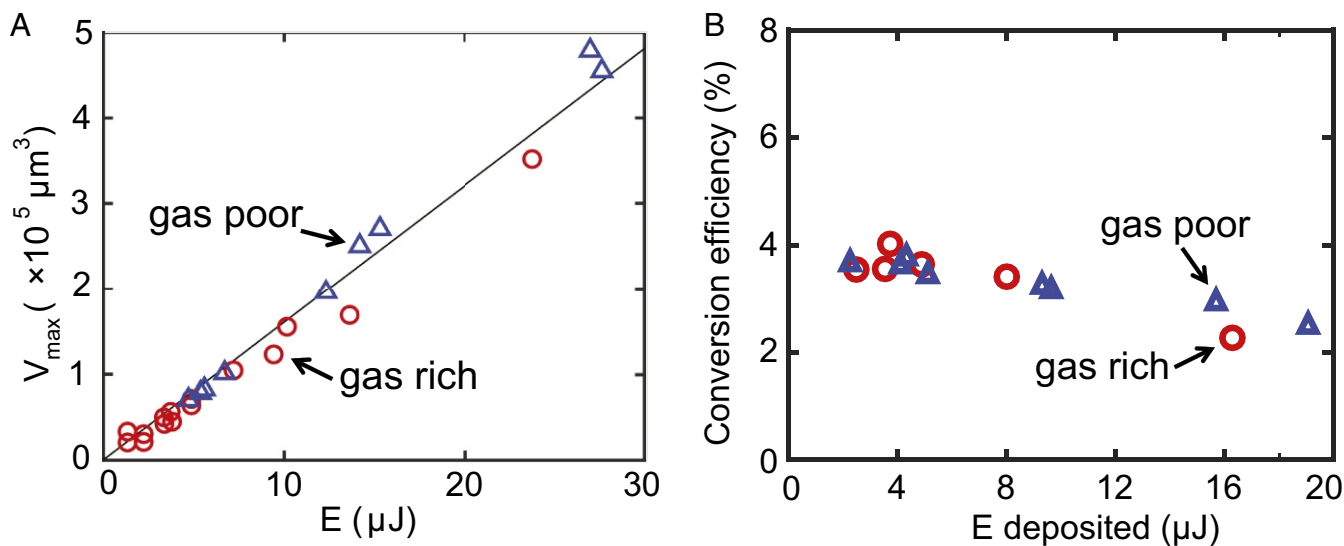 A
5
4
3
2
1
0
V_max ( ×10 ^5 μm^3)
gas poor
gas rich
0 10 20 30
E (μJ)
B
8
6
4
2
0
Conversion efficiency (%)
gas poor
gas rich
0 4 8 12 16 20
E deposited (μJ)